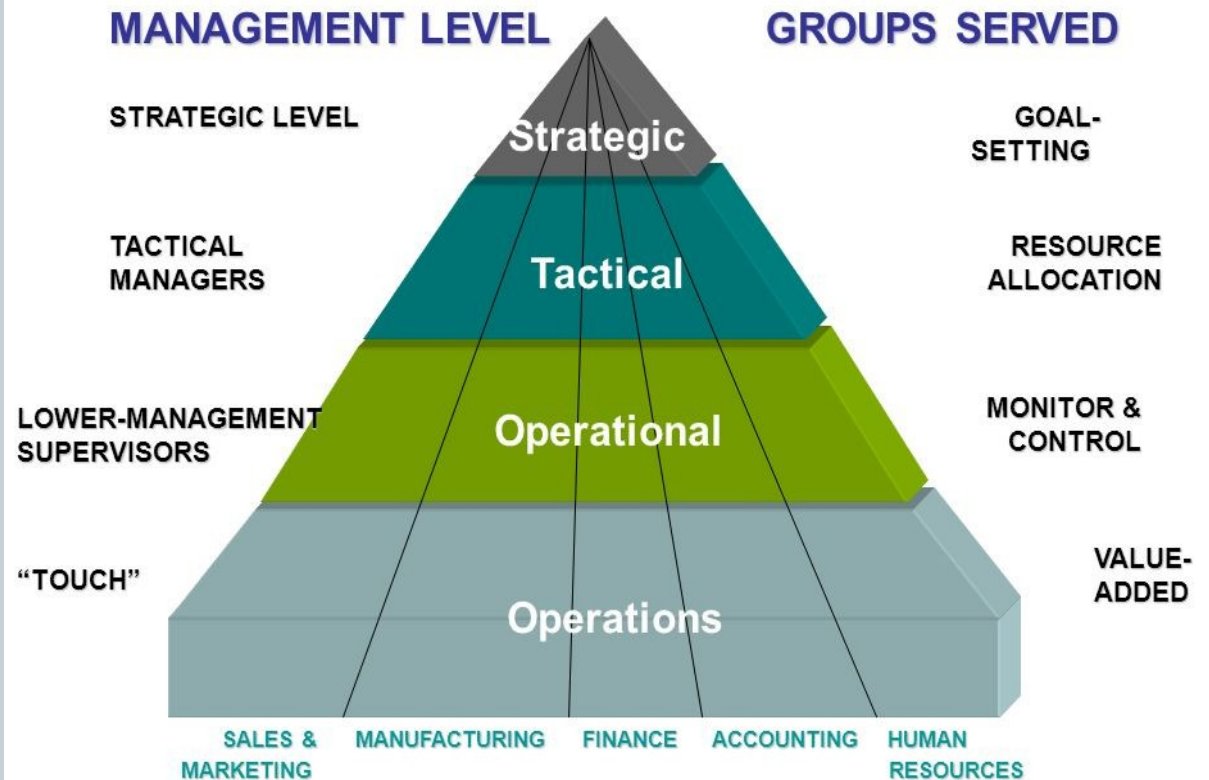 MANAGEMENT LEVEL
GROUPS SERVED
STRATEGIC LEVEL
Strategic
GOAL-
SETTING
TACTICAL
MANAGERS
Tactical
RESOURCE
ALLOCATION
LOWER-MANAGEMENT
SUPERVISORS
Operational
MONITOR &
CONTROL
“TOUCH”
Operations
VALUE-
ADDED
SALES &
MARKETING
MANUFACTURING
FINANCE
ACCOUNTING
HUMAN
RESOURCES